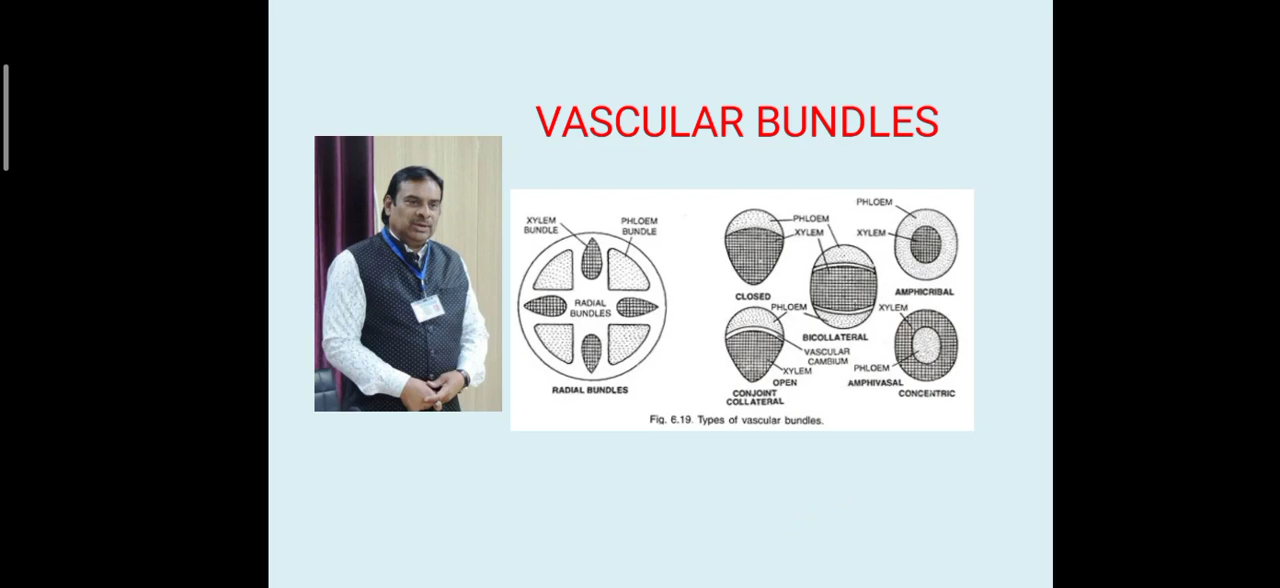 VASCULAR BUNDLES
XYLEM
BUNDLE
PHLOEM
BUNDLE
RADIAL
BUNDLES
RADIAL BUNDLES
PHLOEM
XYLEM
CLOSED
PHLOEM
VASCULAR
CAMBIUM
XYLEM
OPEN
CONJOINT
COLLATERAL
BICOLLATERAL
PHLOEM
XYLEM
AMPHICRIBAL
XYLEM
PHLOEM
AMPHIVASAL
CONCENTRIC
Fig. 6.19. Types of vascular bundles.